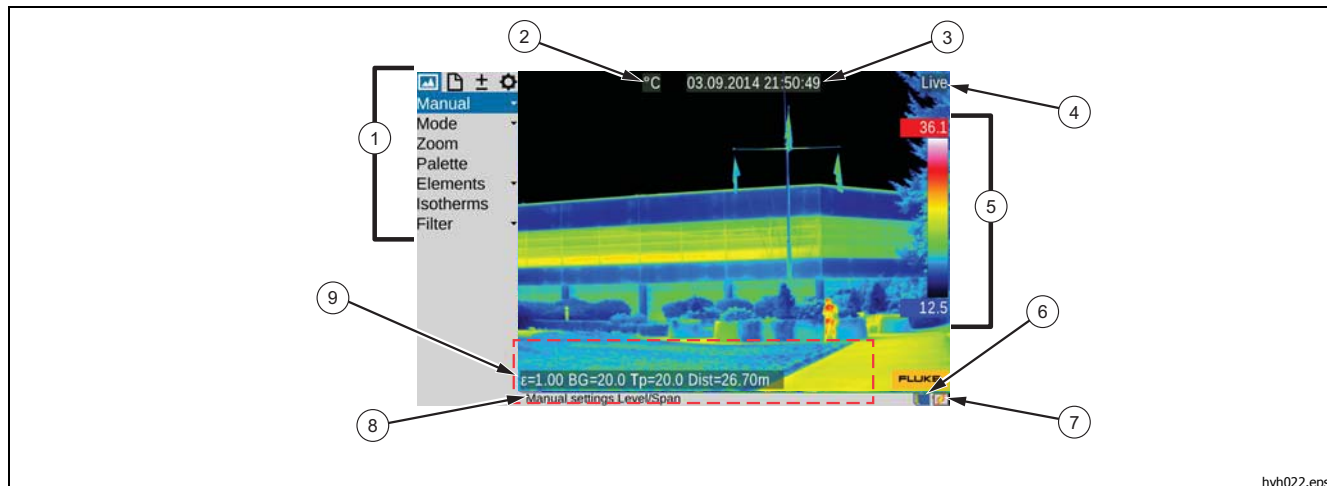 2
3
°C
03.09.2014 21:50:49
Live
4
1
Manual
Mode
Zoom
Palette
Elements
Isotherms
Filter
36.1
5
12.5
9
6
ε=1.00 BG=20.0 Tp=20.0 Dist=26.70m
FLUKE
8
Manual settings Level/Span
7
hyh022.eps